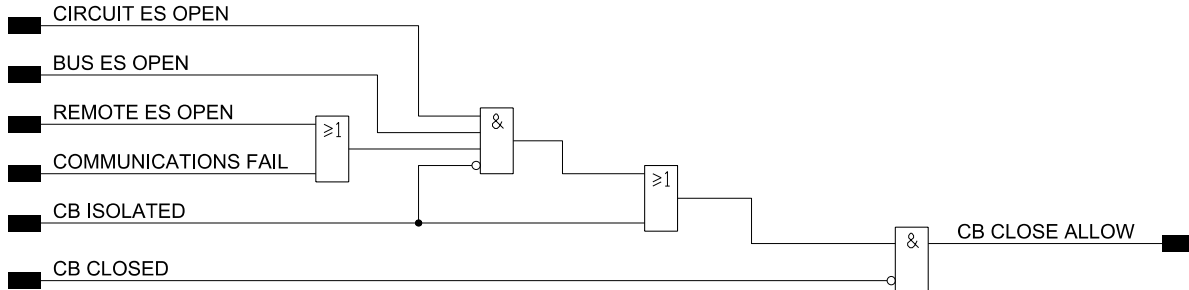 CIRCUIT ES OPEN
BUS ES OPEN
REMOTE ES OPEN
≥1
&
COMMUNICATIONS FAIL
≥1
CB ISOLATED
&
CB CLOSE ALLOW
CB CLOSED